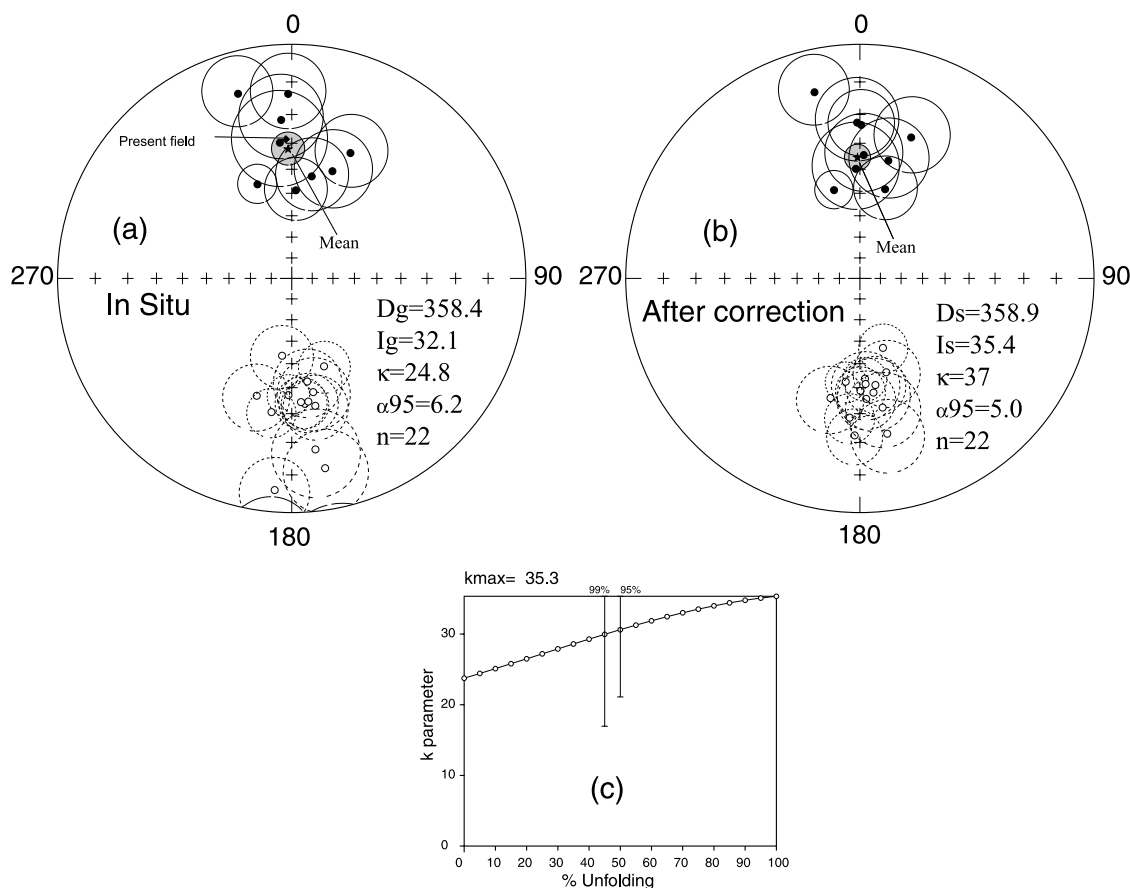 0
Present field
Mean
(a)
270
90
In Situ
Dg=358.4
Ig=32.1
κ=24.8
α95=6.2
n=22
180
0
Mean
(b)
270
90
After correction
Ds=358.9
Is=35.4
κ=37
α95=5.0
n=22
180
kmax= 35.3
99% 95%
30
20
10
0
k parameter
(c)
0 10 20 30 40 50 60 70 80 90 100
% Unfolding